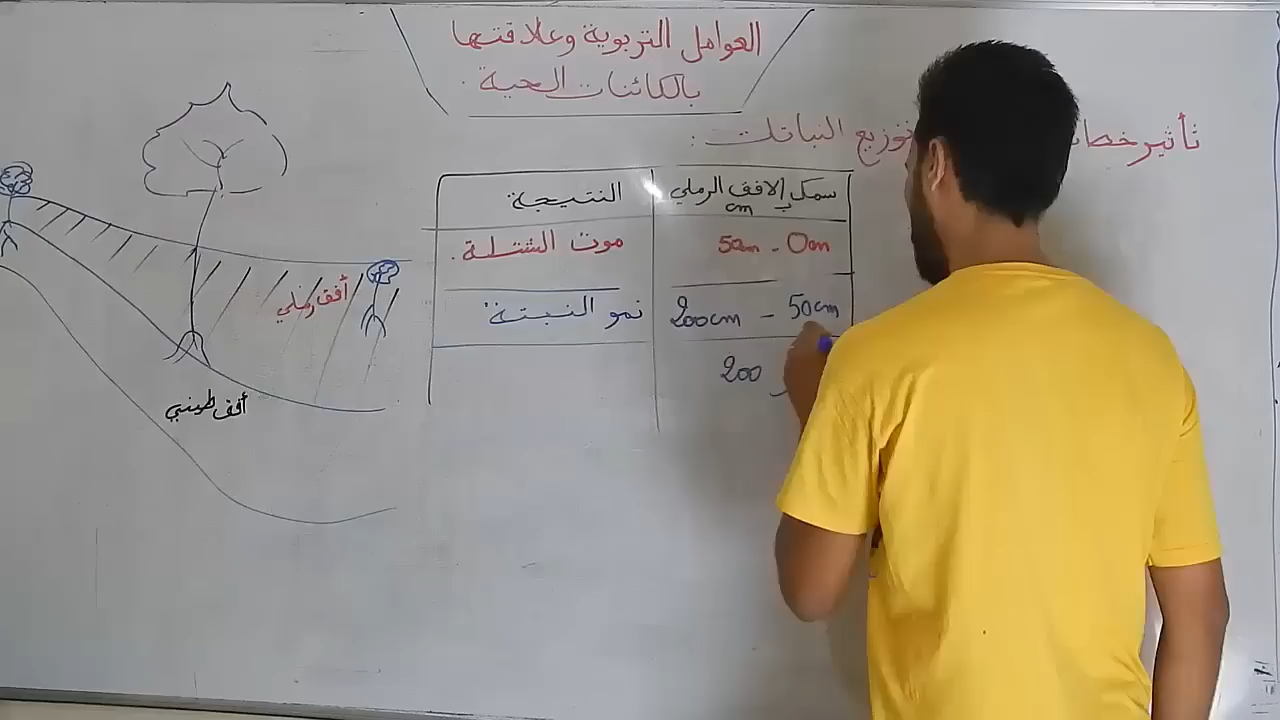 العوامل التربوية وعلاقتها
بالكائنات الحية.
تأثير توزيع النباتات :
سمك الافق الرملي cm النتيجة
0cm - 5cm موت الشتلة.
50cm - 200cm نمو النبتة
200
أفق رملي
أفق طيني